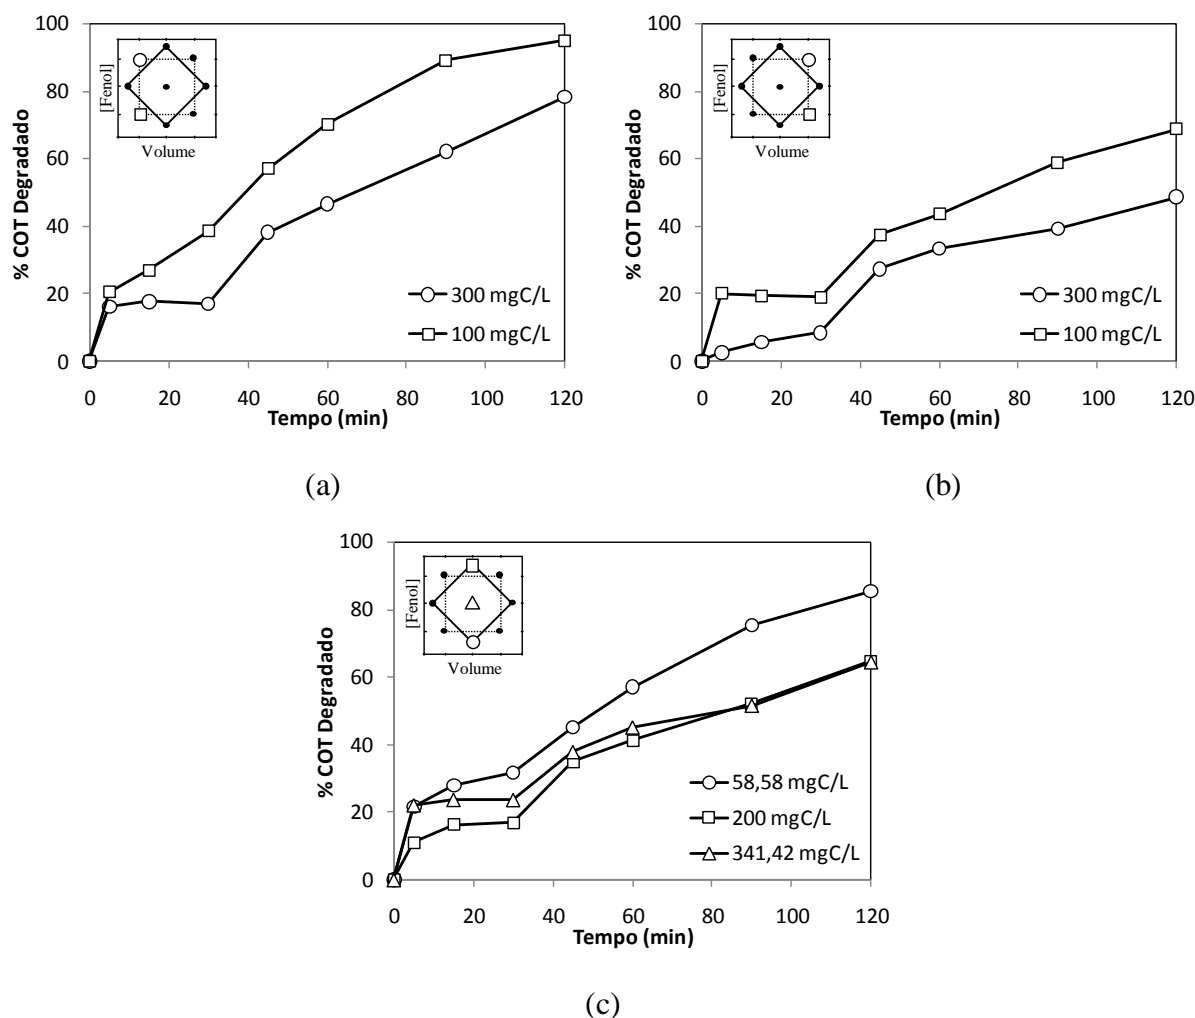 100
80
60
40
20
0
% COT Degradado
[Fenol]
Volume
300 mgC/L
100 mgC/L
0 20 40 60 80 100 120
Tempo (min)
(a)
100
80
60
40
20
0
% COT Degradado
[Fenol]
Volume
300 mgC/L
100 mgC/L
0 20 40 60 80 100 120
Tempo (min)
(b)
100
80
60
40
20
0
% COT Degradado
[Fenol]
Volume
58,58 mgC/L
200 mgC/L
341,42 mgC/L
0 20 40 60 80 100 120
Tempo (min)
(c)